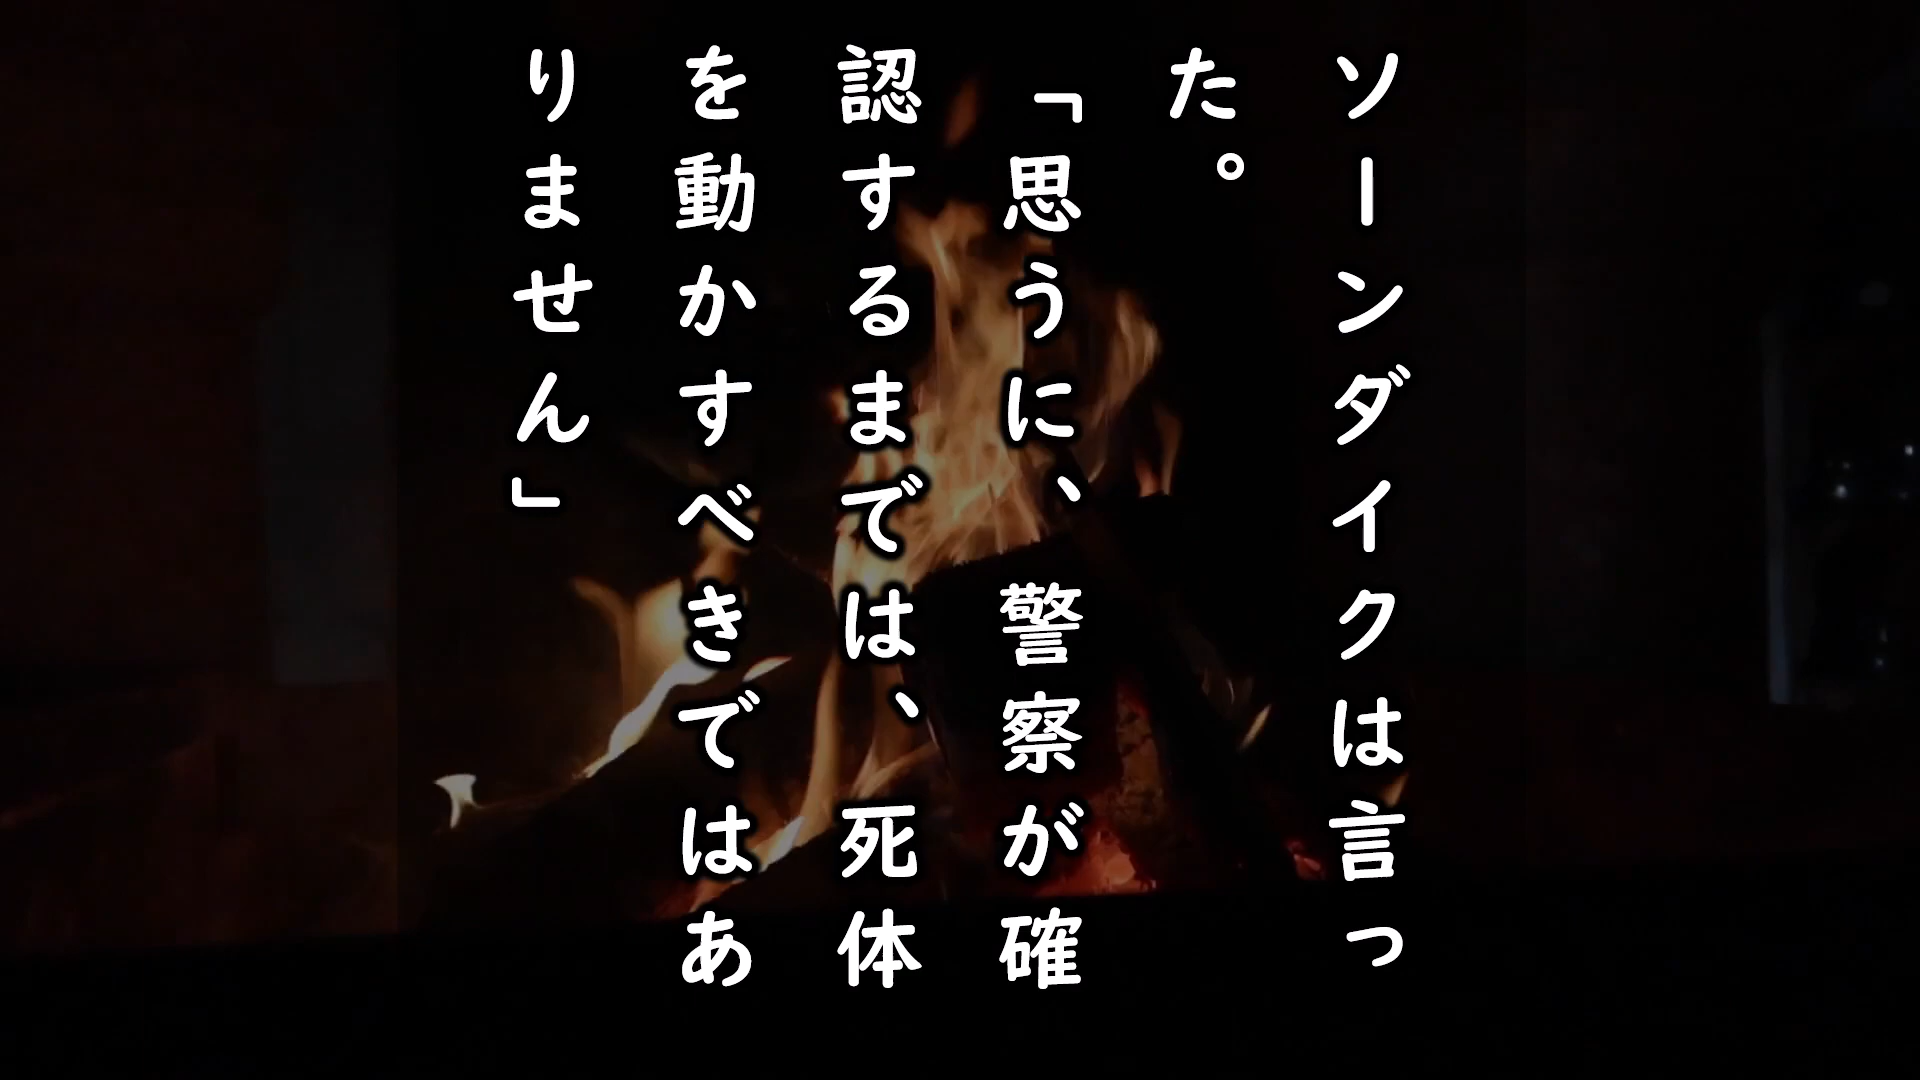 ソーンダイクは言っ
た。
「思うに、警察が確
認するまでは、死体
を動かすべきではあ
りません」